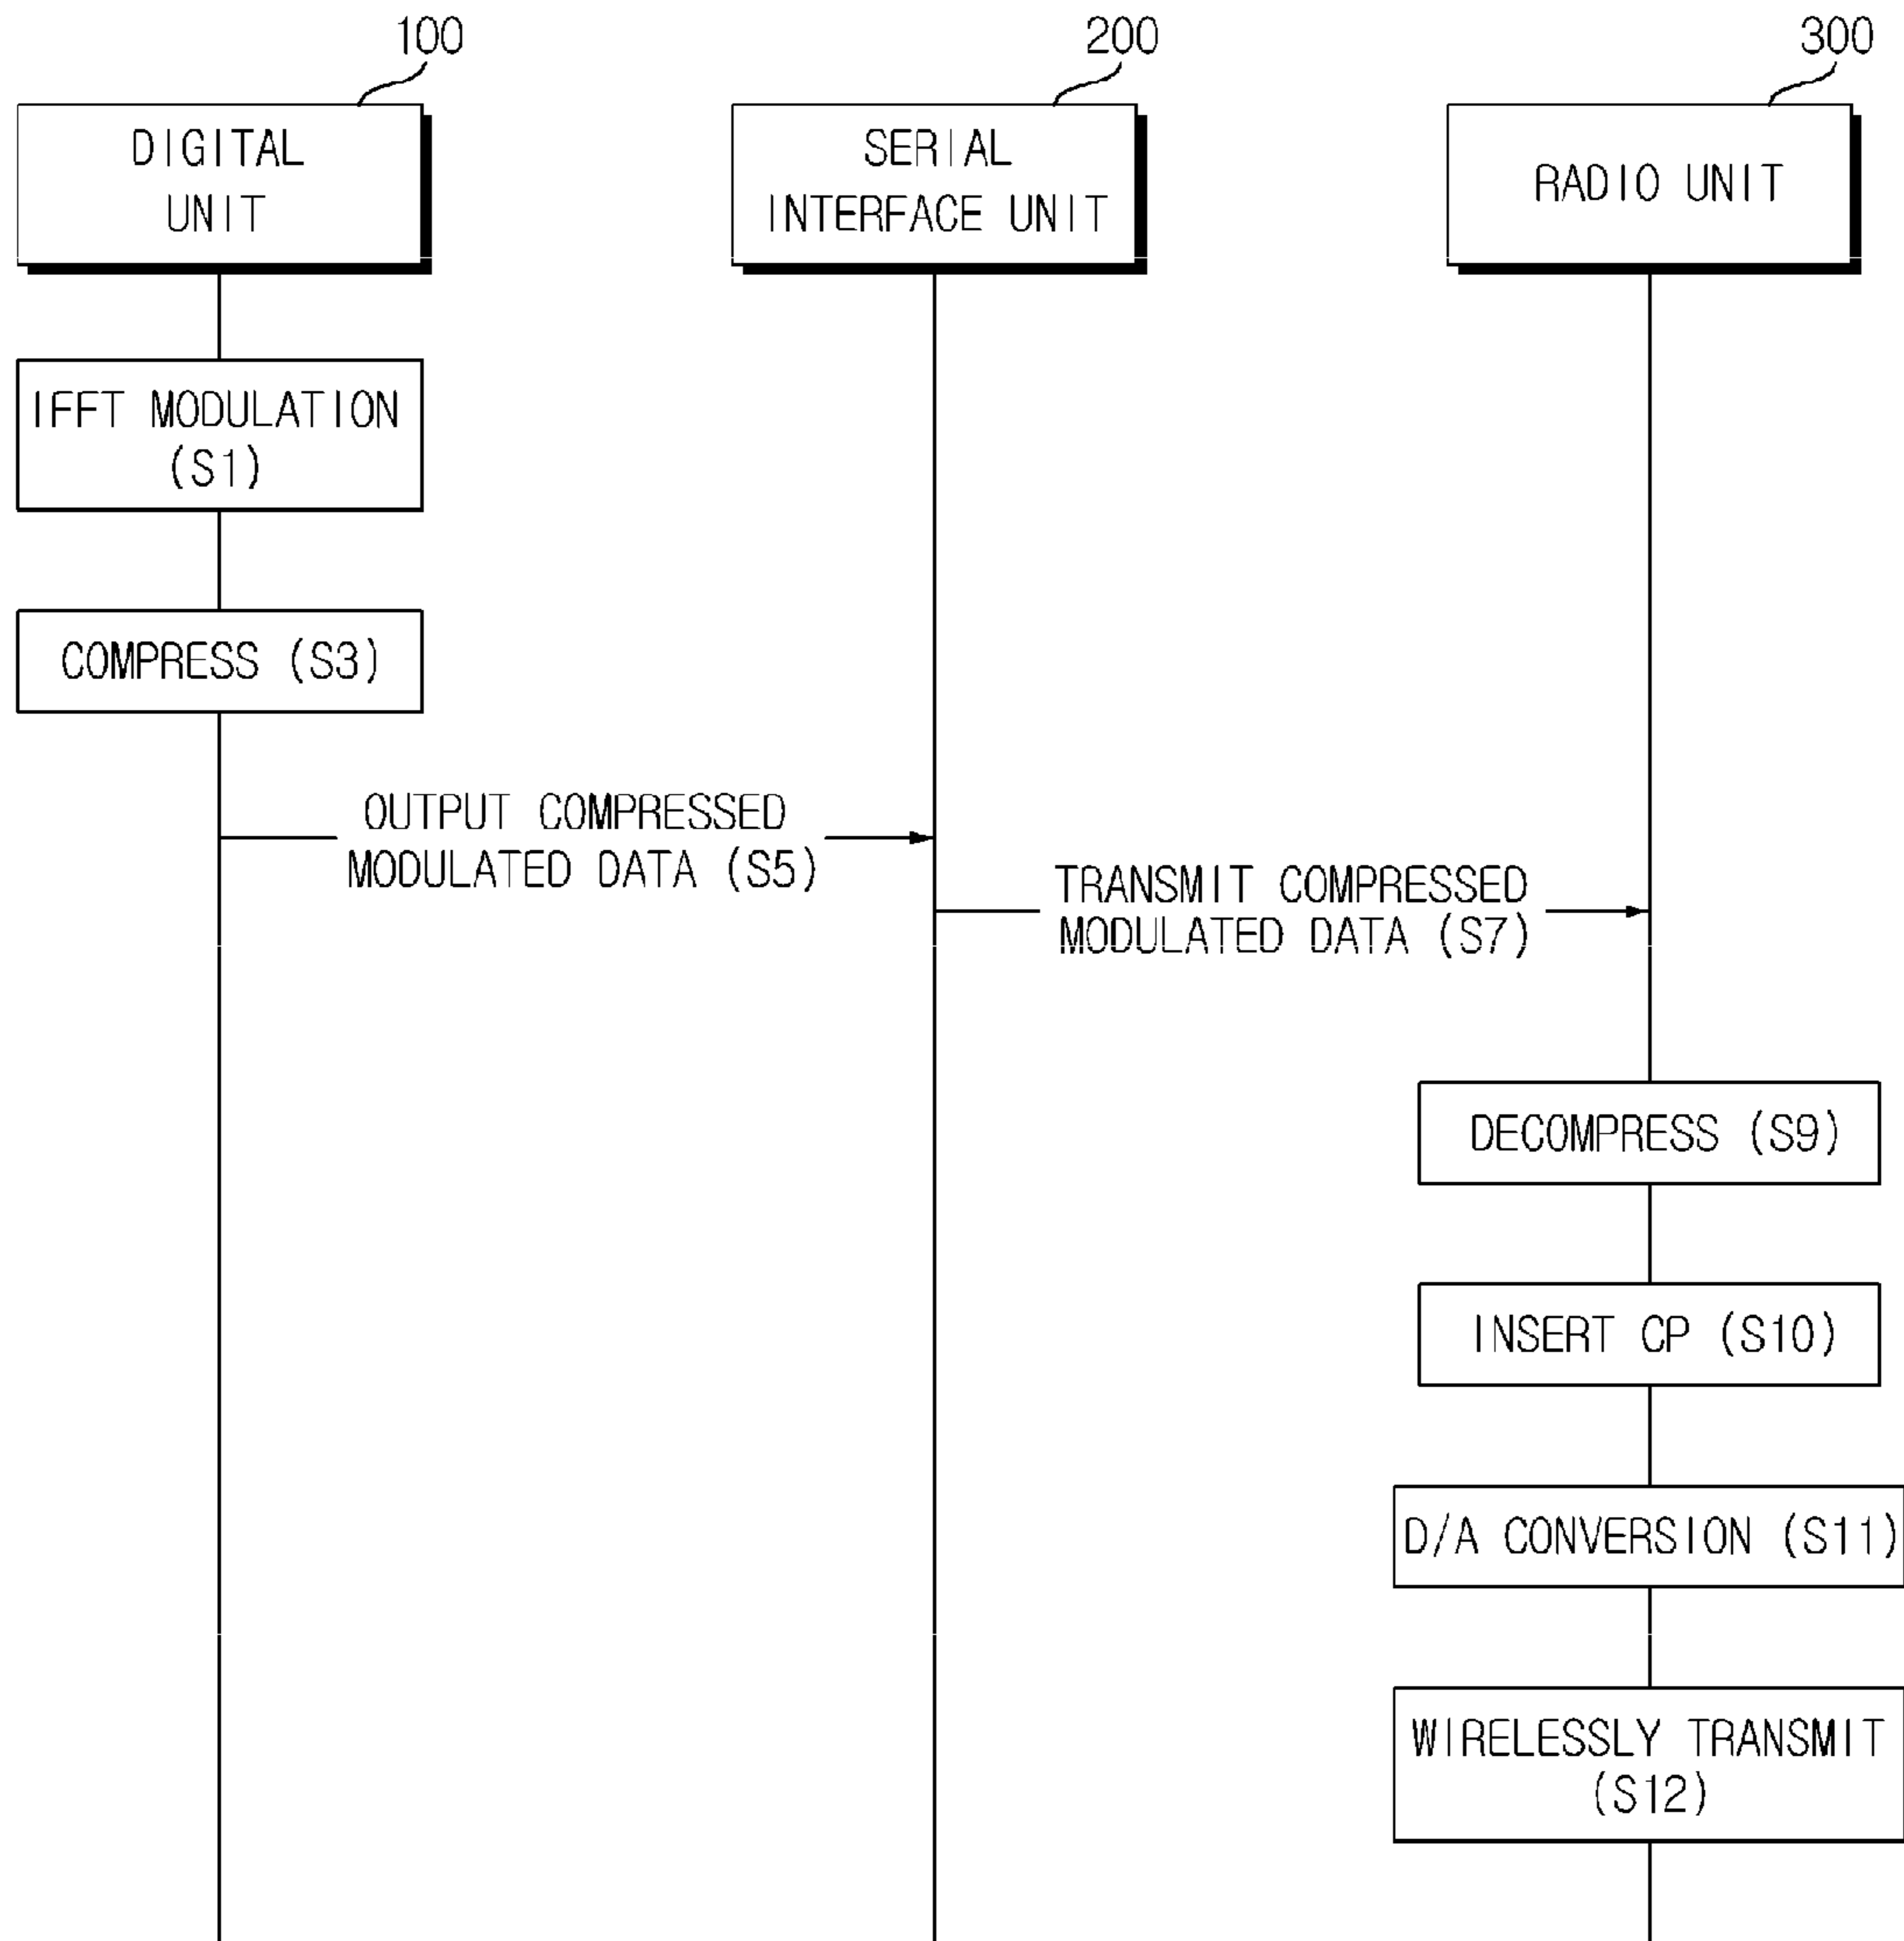 100
200
300
DIGITAL
UNIT
SERIAL
INTERFACE UNIT
RADIO UNIT
IFFT MODULATION
(S1)
COMPRESS (S3)
OUTPUT COMPRESSED
MODULATED DATA (S5)
TRANSMIT COMPRESSED
MODULATED DATA (S7)
DECOMPRESS (S9)
INSERT CP (S10)
D/A CONVERSION (S11)
WIRELESSLY TRANSMIT
(S12)